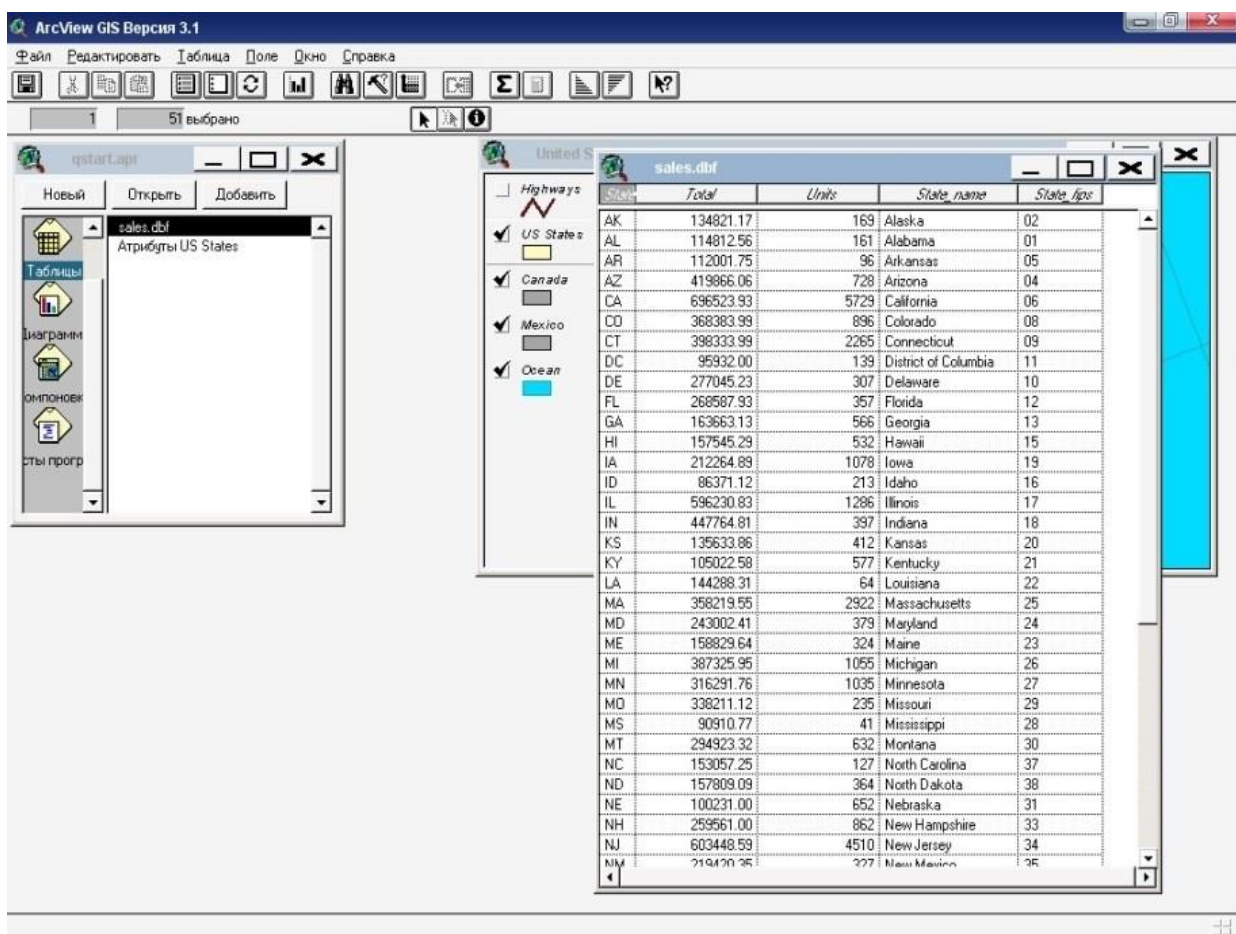 ArcView GIS Версия 3.1
Файл Редактировать Таблица Поле Окно Справка
1 51 выбрано
qstart.apr
Новый Открыть Добавить
sales.dbf
Атрибуты US States
Таблицы
Диаграмм
омпоновк
сты прогр
United S
Highways
US States
Canada
Mexico
Ocean
sales.dbf
State Total Units State_name State_fips
AK 134821.17 169 Alaska 02
AL 114812.56 161 Alabama 01
AR 112001.75 96 Arkansas 05
AZ 419866.06 728 Arizona 04
CA 696523.93 5729 California 06
CO 368383.99 896 Colorado 08
CT 398333.99 2265 Connecticut 09
DC 95932.00 139 District of Columbia 11
DE 277045.23 307 Delaware 10
FL 268587.93 357 Florida 12
GA 163663.13 566 Georgia 13
HI 157545.29 532 Hawaii 15
IA 212264.89 1078 Iowa 19
ID 86371.12 213 Idaho 16
IL 596230.83 1286 Illinois 17
IN 447764.81 397 Indiana 18
KS 135633.86 412 Kansas 20
KY 105022.58 577 Kentucky 21
LA 144288.31 64 Louisiana 22
MA 358219.55 2922 Massachusetts 25
MD 243002.41 379 Maryland 24
ME 158829.64 324 Maine 23
MI 387325.95 1055 Michigan 26
MN 316291.76 1035 Minnesota 27
MO 338211.12 235 Missouri 29
MS 90910.77 41 Mississippi 28
MT 294923.32 632 Montana 30
NC 153057.25 127 North Carolina 37
ND 157809.09 364 North Dakota 38
NE 100231.00 652 Nebraska 31
NH 259561.00 862 New Hampshire 33
NJ 603448.59 4510 New Jersey 34
NM 219420.35 327 New Mexico 35